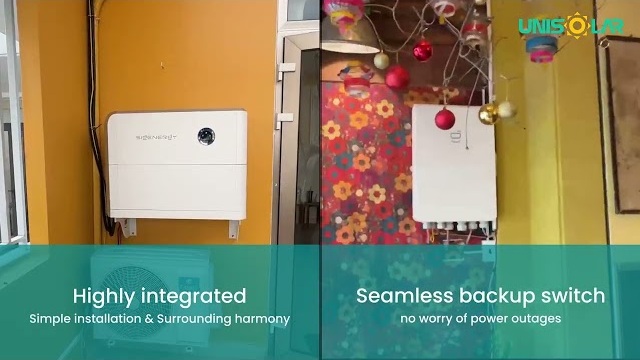 UNISOLAR
SIGENERGY
Highly integrated
Simple installation & Surrounding harmony
Seamless backup switch
no worry of power outages